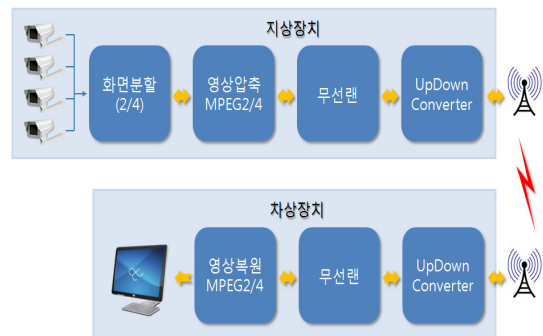 지상장치
화면분할
(2/4)
영상압축
MPEG2/4
무선랜
UpDown
Converter
차상장치
영상복원
MPEG2/4
무선랜
UpDown
Converter